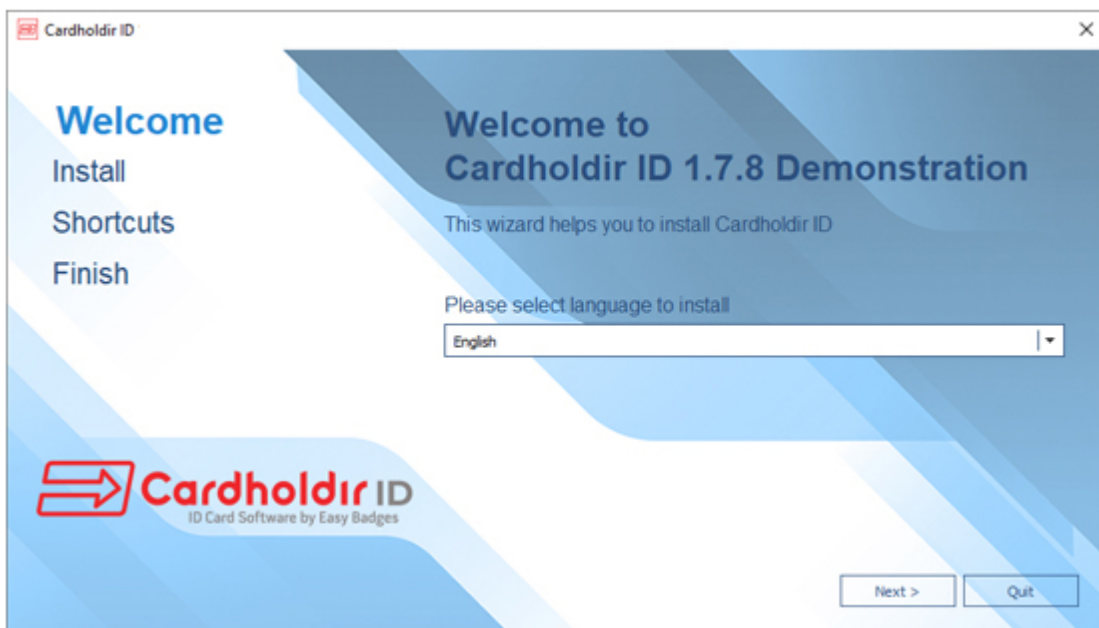 Cardholdir ID
Welcome
Install
Shortcuts
Finish
Welcome to
Cardholdir ID 1.7.8 Demonstration
This wizard helps you to install Cardholdir ID
Please select language to install
English
Cardholdir ID
ID Card Software by Easy Badges
Next >
Quit